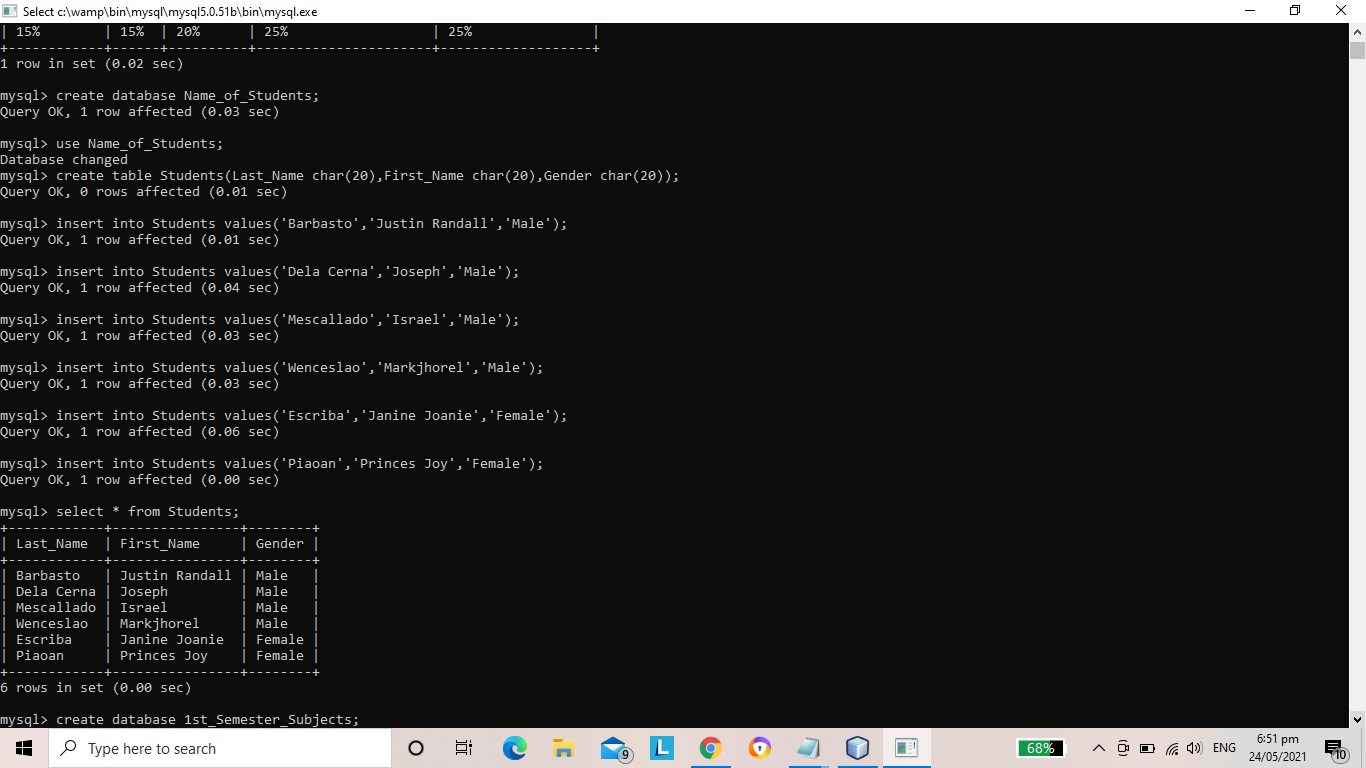 Select c:\wamp\bin\mysql\mysql5.0.51b\bin\mysql.exe
| 15%        | 15%  | 20%      | 25%                  | 25%               |
+------------+------+----------+----------------------+-------------------+
1 row in set (0.02 sec)
mysql> create database Name_of_Students;
Query OK, 1 row affected (0.03 sec)
mysql> use Name_of_Students;
Database changed
mysql> create table Students(Last_Name char(20),First_Name char(20),Gender char(20));
Query OK, 0 rows affected (0.01 sec)
mysql> insert into Students values('Barbasto','Justin Randall','Male');
Query OK, 1 row affected (0.01 sec)
mysql> insert into Students values('Dela Cerna','Joseph','Male');
Query OK, 1 row affected (0.04 sec)
mysql> insert into Students values('Mescallado','Israel','Male');
Query OK, 1 row affected (0.03 sec)
mysql> insert into Students values('Wenceslao','Markjhorel','Male');
Query OK, 1 row affected (0.03 sec)
mysql> insert into Students values('Escriba','Janine Joanie','Female');
Query OK, 1 row affected (0.06 sec)
mysql> insert into Students values('Piaoan','Princes Joy','Female');
Query OK, 1 row affected (0.00 sec)
mysql> select * from Students;
+------------+----------------+--------+
| Last_Name  | First_Name     | Gender |
+------------+----------------+--------+
| Barbasto   | Justin Randall | Male   |
| Dela Cerna | Joseph         | Male   |
| Mescallado | Israel         | Male   |
| Wenceslao  | Markjhorel     | Male   |
| Escriba    | Janine Joanie  | Female |
| Piaoan     | Princes Joy    | Female |
+------------+----------------+--------+
6 rows in set (0.00 sec)
mysql> create database 1st_Semester_Subjects;
Type here to search
9
L
68%
ENG
6:51 pm
24/05/2021
10